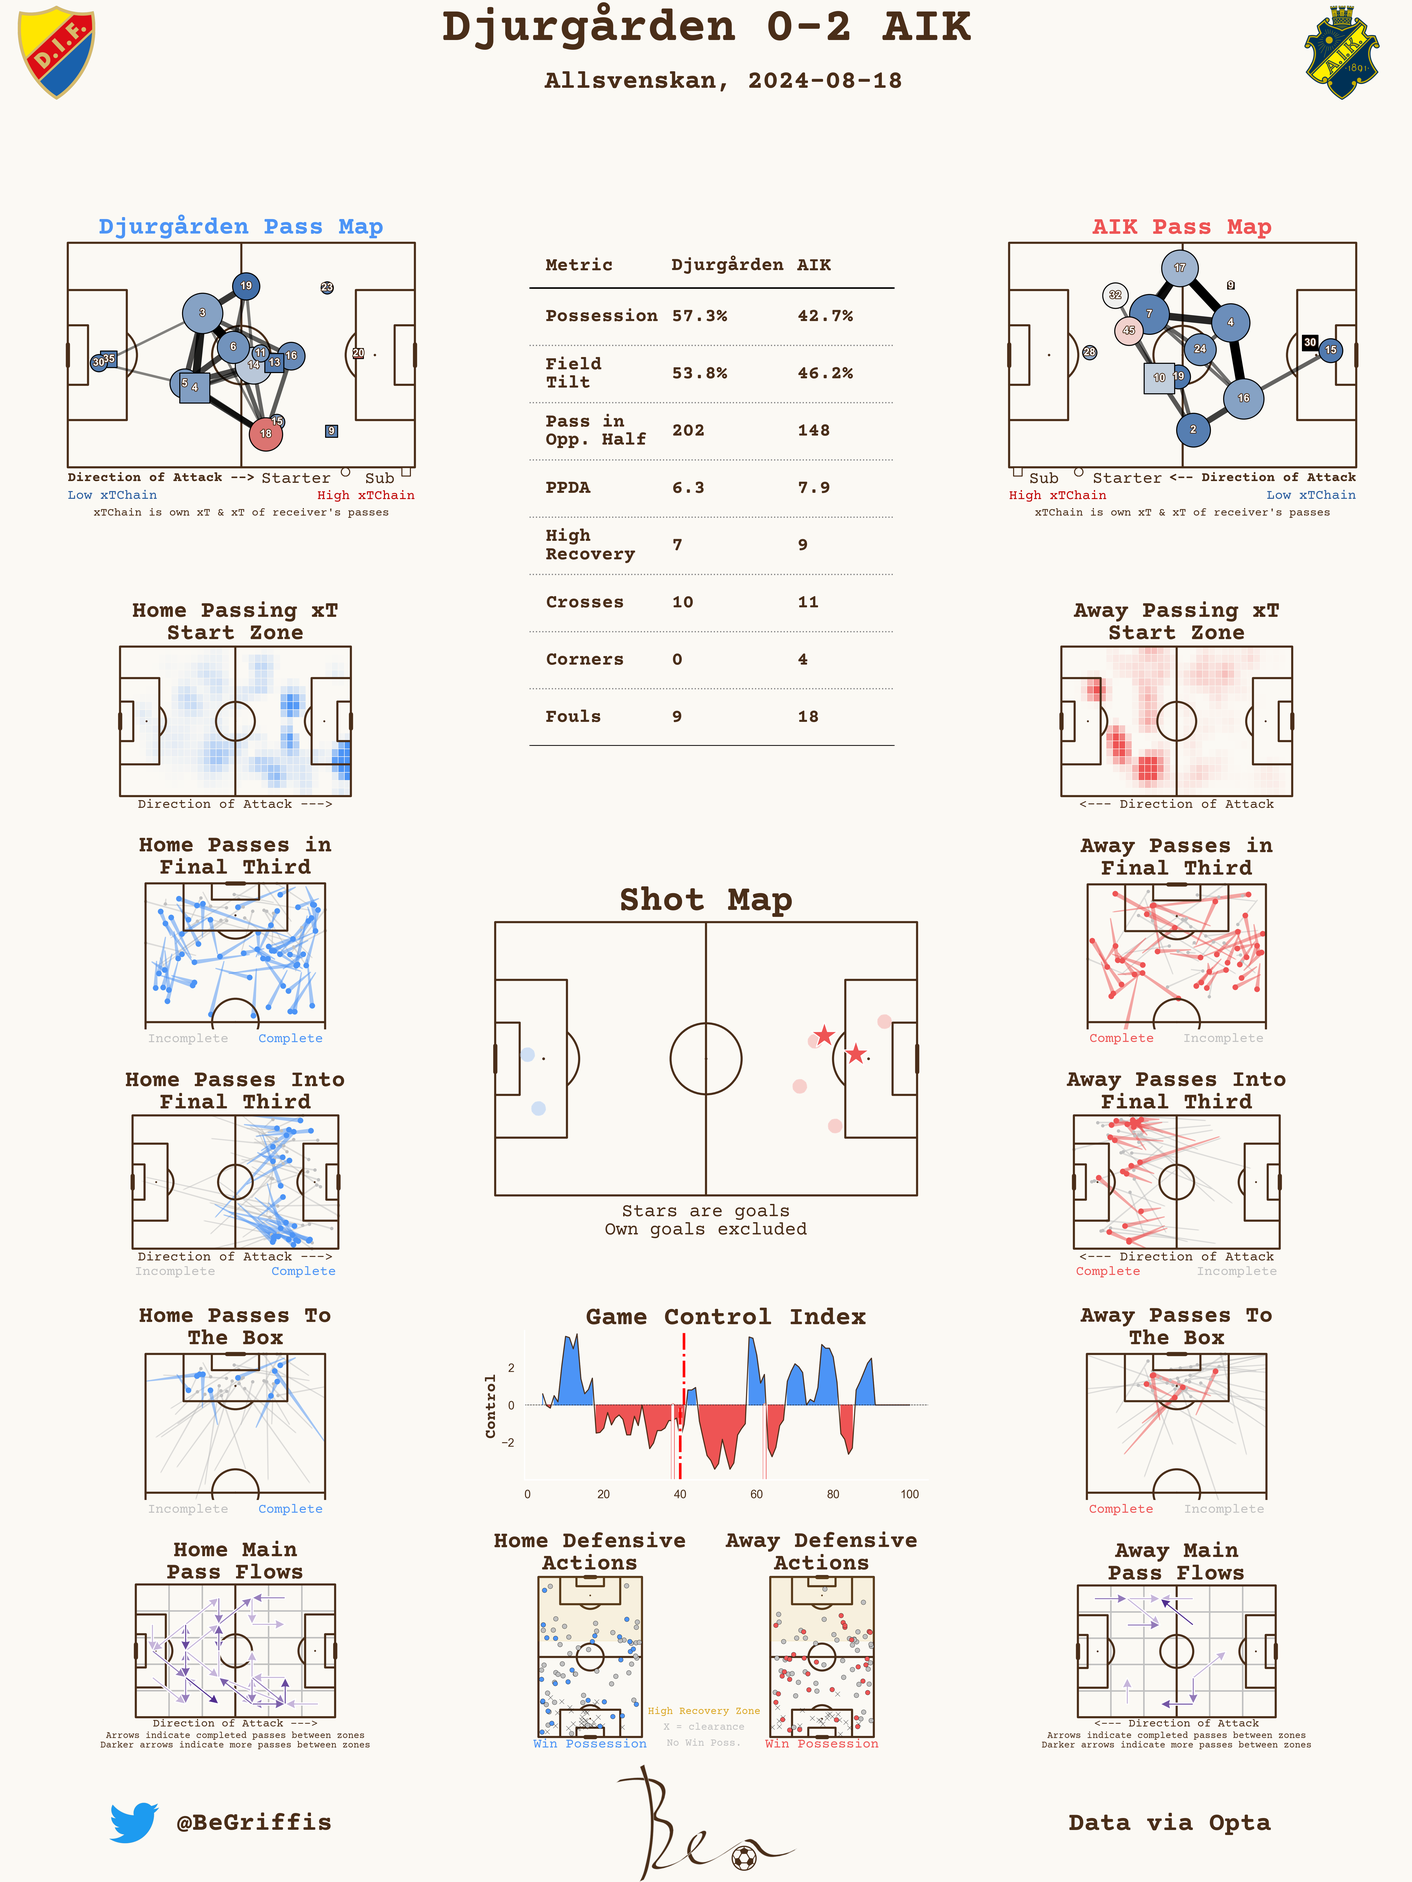 Djurgården 0-2 AIK
Allsvenskan, 2024-08-18
D.I.F.
A.I.K.
1891
Djurgården Pass Map
19
23
3
6
11
16
20
30
35
14
13
5
4
15
18
9
Direction of Attack --> Starter Sub
Low xTChain High xTChain
xTChain is own xT & xT of receiver's passes
Metric Djurgården AIK
Possession 57.3% 42.7%
Field
Tilt 53.8% 46.2%
Pass in
Opp. Half 202 148
PPDA 6.3 7.9
High
Recovery 7 9
Crosses 10 11
Corners 0 4
Fouls 9 18
AIK Pass Map
17
9
32
7
4
45
30
28
24
15
10
19
16
2
Sub Starter <-- Direction of Attack
High xTChain Low xTChain
xTChain is own xT & xT of receiver's passes
Home Passing xT
Start Zone
Direction of Attack --->
Away Passing xT
Start Zone
<--- Direction of Attack
Home Passes in
Final Third
Incomplete Complete
Away Passes in
Final Third
Complete Incomplete
Shot Map
Stars are goals
Own goals excluded
Home Passes Into
Final Third
Direction of Attack --->
Incomplete Complete
Away Passes Into
Final Third
<--- Direction of Attack
Complete Incomplete
Home Passes To
The Box
Incomplete Complete
Game Control Index
Control
2
0
−2
0 20 40 60 80 100
Away Passes To
The Box
Complete Incomplete
Home Main
Pass Flows
Direction of Attack --->
Arrows indicate completed passes between zones
Darker arrows indicate more passes between zones
Home Defensive
Actions
Win Possession
High Recovery Zone
X = clearance
No Win Poss.
Away Defensive
Actions
Win Possession
Away Main
Pass Flows
<--- Direction of Attack
Arrows indicate completed passes between zones
Darker arrows indicate more passes between zones
@BeGriffis
Ben
Data via Opta